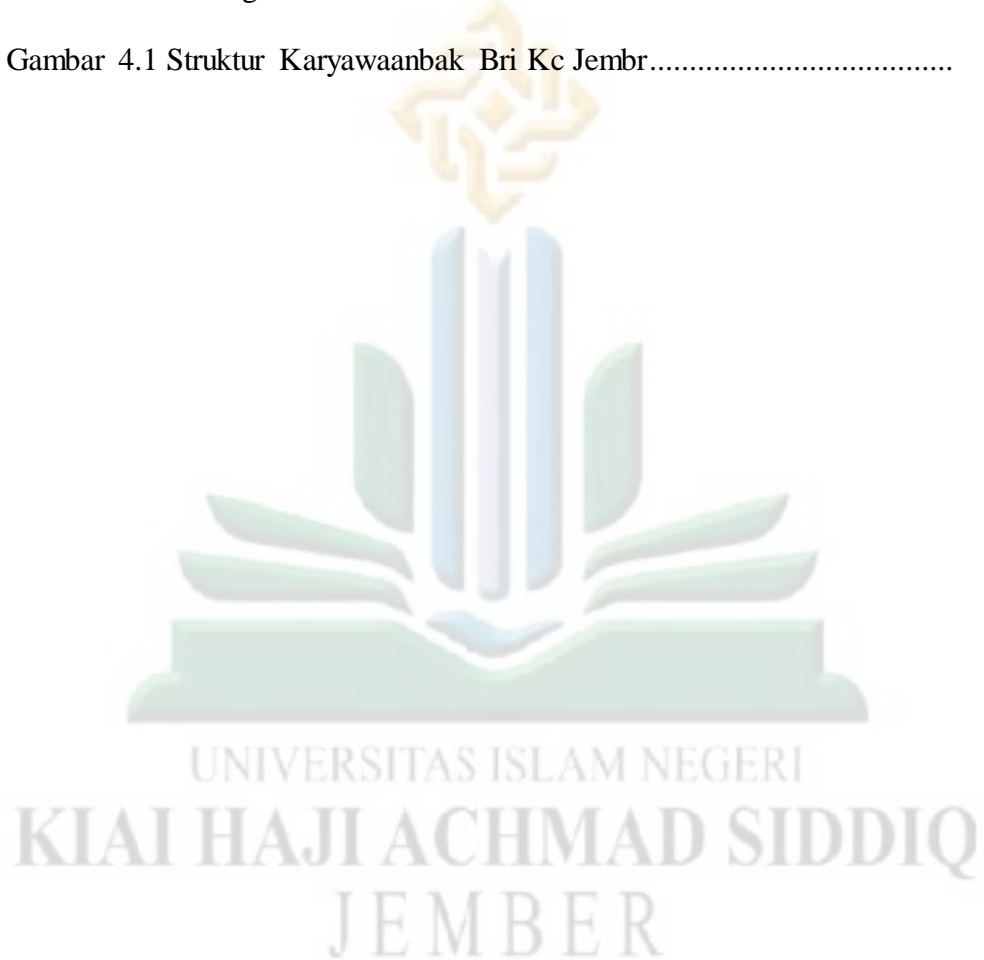 Gambar 4.1 Struktur Karyawaanbak Bri Kc Jembr......................................
UNIVERSITAS ISLAM NEGERI
KIAI HAJI ACHMAD SIDDIQ
JEMBER